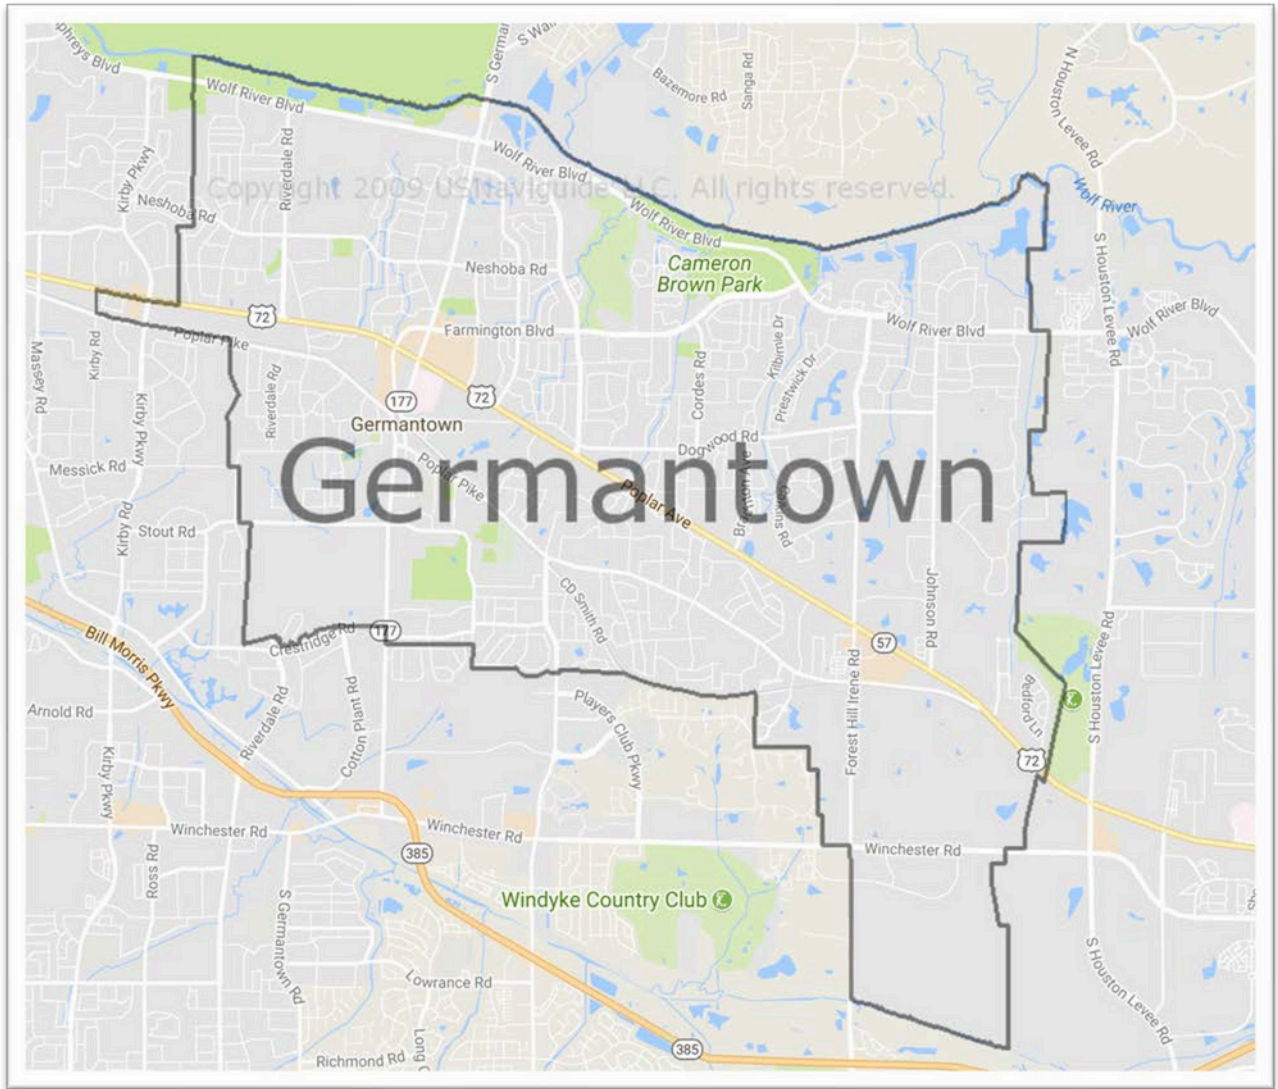 phreys Blvd
S Germa
S Wal
Bazemore Rd
Sanga Rd
N Houston Levee Rd
Wolf River Blvd
Kirby Pkwy
Riverdale Rd
Wolf River Blvd
Copyright 2009 USNaviguide LLC. All rights reserved.
Neshoba Rd
Wolf River
Wolf River Blvd
S Houston Levee Rd
Neshoba Rd
Cameron
Brown Park
72
Farmington Blvd
Wolf River Blvd
Wolf River Blvd
Poplar Pike
Kirby Rd
Massey Rd
Riverdale Rd
Kilbirnie Dr
Prestwick Dr
Cordes Rd
177
72
Germantown
Kirby Pkwy
Dogwood Rd
Messick Rd
Poplar Pike
Germantown
Poplar Ave
Kirby Rd
Stout Rd
CD Smith Rd
Johnson Rd
Bill Morris Pkwy
Crestridge Rd
177
57
S Houston Levee Rd
Forest Hill Irene Rd
Bedford Ln
Arnold Rd
Riverdale Rd
Cotton Plant Rd
Players Club Pkwy
Kirby Pkwy
72
Winchester Rd
Winchester Rd
Winchester Rd
385
Ross Rd
S Germantown Rd
Windyke Country Club
S Houston Levee Rd
Lowrance Rd
385
Richmond Rd
Long